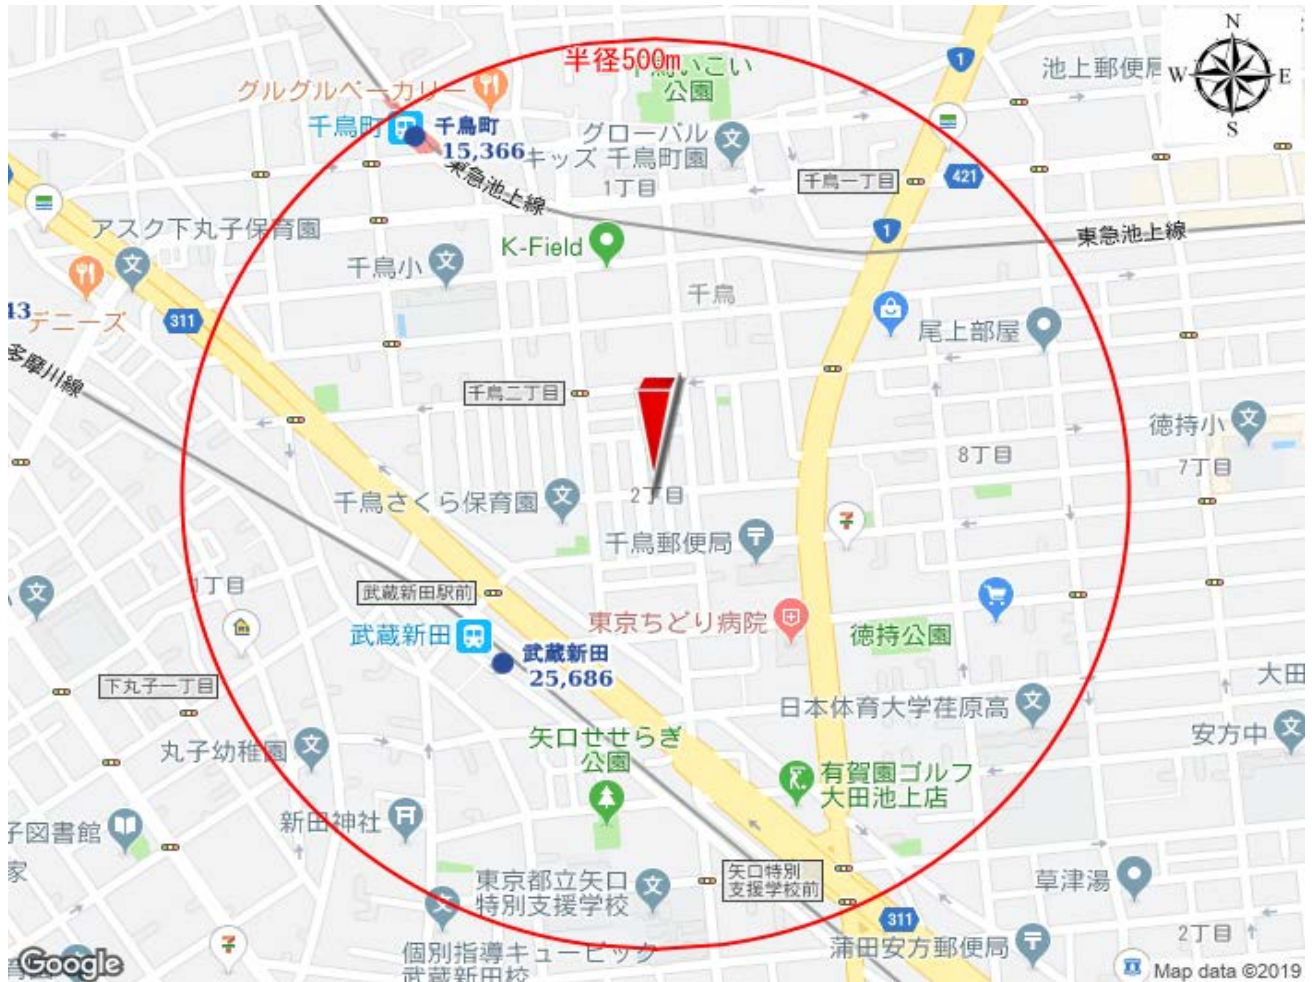 N
W
E
S
半径500m
千鳥いこい
公園
1
池上郵便局
グルグルベーカリー
千鳥町
千鳥町
15,366
グローバル
キッズ 千鳥町園
東急池上線
1丁目
千鳥一丁目
421
アスク下丸子保育園
K-Field
1
東急池上線
千鳥小
千鳥
デニーズ
311
尾上部屋
多摩川線
千鳥二丁目
徳持小
8丁目
7丁目
千鳥さくら保育園
2丁目
千鳥郵便局
1丁目
武蔵新田駅前
武蔵新田
武蔵新田
25,686
東京ちどり病院
徳持公園
下丸子一丁目
大田
日本体育大学荏原高
安方中
丸子幼稚園
矢口せせらぎ
公園
有賀園ゴルフ
大田池上店
新田神社
子図書館
家
東京都立矢口
特別支援学校
矢口特別
支援学校前
草津湯
311
個別指導キュービック
武蔵新田校
蒲田安方郵便局
2丁目
Google
Map data ©2019